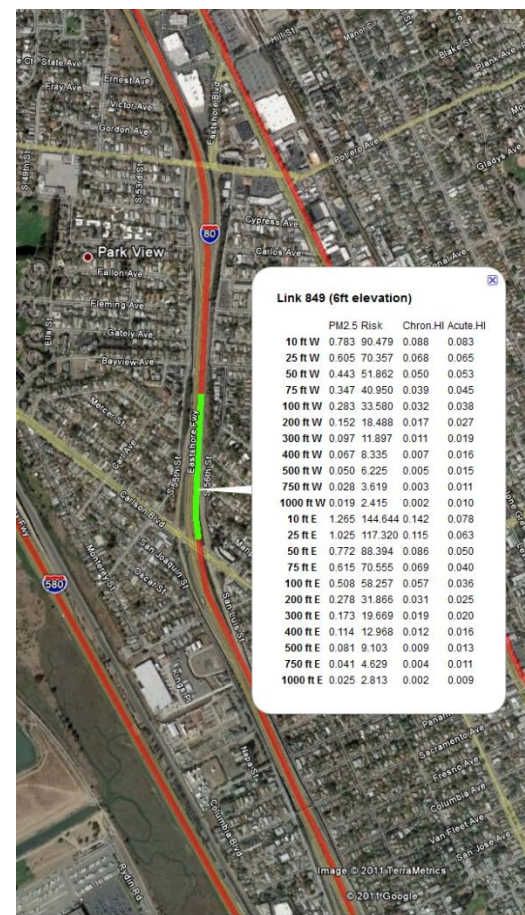 Hill St
Manor Cir
Blake St
Plank Ave
State Ave
Ernest Ave
Fray Ave
Victor Ave
Gordon Ave
Eastshore Blvd
Potrero Ave
Gladys Ave
S 49th St
S 53rd St
80
Cypress Ave
Park View
Carlos Ave
Fallon Ave
Fleming Ave
Ells St
Gately Ave
Bayview Ave
Link 849 (6ft elevation)
PM2.5 Risk Chron.HI Acute.HI
10 ft W 0.783 90.479 0.088 0.083
25 ft W 0.605 70.357 0.068 0.065
50 ft W 0.443 51.862 0.050 0.053
75 ft W 0.347 40.950 0.039 0.045
100 ft W 0.283 33.580 0.032 0.038
200 ft W 0.152 18.488 0.017 0.027
300 ft W 0.097 11.897 0.011 0.019
400 ft W 0.067 8.335 0.007 0.016
500 ft W 0.050 6.225 0.005 0.015
750 ft W 0.028 3.619 0.003 0.011
1000 ft W 0.019 2.415 0.002 0.010
10 ft E 1.265 144.644 0.142 0.078
25 ft E 1.025 117.320 0.115 0.063
50 ft E 0.772 88.394 0.086 0.050
75 ft E 0.615 70.555 0.069 0.040
100 ft E 0.508 58.257 0.057 0.036
200 ft E 0.278 31.866 0.031 0.025
300 ft E 0.173 19.669 0.019 0.020
400 ft E 0.114 12.968 0.012 0.016
500 ft E 0.081 9.103 0.009 0.013
750 ft E 0.041 4.629 0.004 0.011
1000 ft E 0.025 2.813 0.002 0.009
Mercer St
Carl Ave
Eastshore Fwy
S 55th St
S 56th St
Carlson Blvd
San Joaquin St
Monterey St
Oscar St
580
San Luis St
Kings Pl
Napa St
Columbia Blvd
Sacramento Ave
Fresno Ave
Columbia Ave
Van Fleet Ave
San Jose Ave
Rydin Rd
Image © 2011 TerraMetrics
© 2011 Google